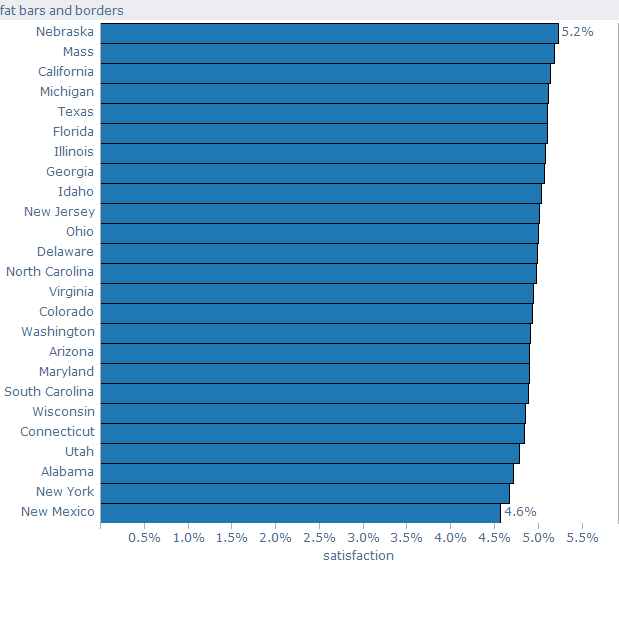 fat bars and borders
Nebraska 5.2%
Mass
California
Michigan
Texas
Florida
Illinois
Georgia
Idaho
New Jersey
Ohio
Delaware
North Carolina
Virginia
Colorado
Washington
Arizona
Maryland
South Carolina
Wisconsin
Connecticut
Utah
Alabama
New York
New Mexico 4.6%
0.5% 1.0% 1.5% 2.0% 2.5% 3.0% 3.5% 4.0% 4.5% 5.0% 5.5%
satisfaction